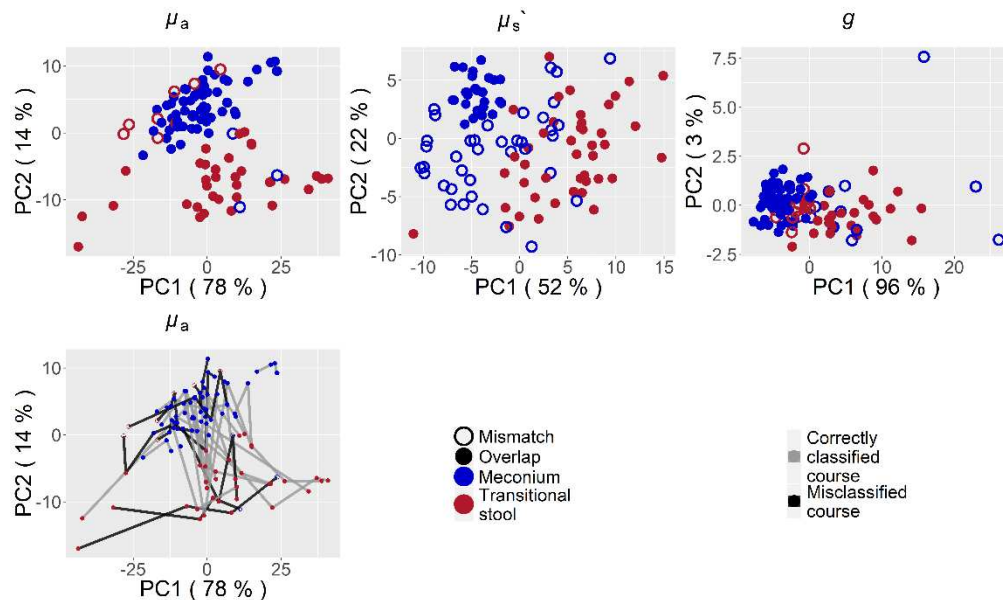 μa
μs`
g
10
0
-10
PC2 ( 14 % )
-25
0
25
PC1 ( 78 % )
5
0
-5
PC2 ( 22 % )
-10
-5
0
5
10
15
PC1 ( 52 % )
7.5
5.0
2.5
0.0
-2.5
PC2 ( 3 % )
0
10
20
PC1 ( 96 % )
μa
10
0
-10
PC2 ( 14 % )
-25
0
25
PC1 ( 78 % )
Mismatch
Overlap
Meconium
Transitional
stool
Correctly
classified
course
Misclassified
course